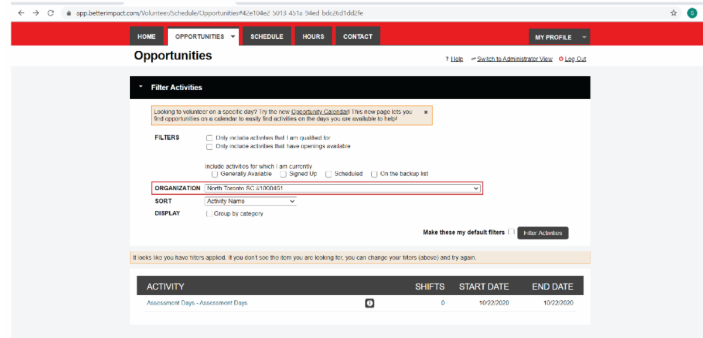 app.betterimpact.com/Volunteer/Schedule/Opportunities#42e104e2-5013-451a-94ed-bdc26d1dd2fe
S
HOME OPPORTUNITIES SCHEDULE HOURS CONTACT MY PROFILE
Opportunities
? Help Switch to Administrator View Log Out
Filter Activities
Looking to volunteer on a specific day? Try the new Opportunity Calendar! This new page lets you
find opportunities on a calendar to easily find activities on the days you are available to help!
FILTERS Only include activities that I am qualified for
Only include activities that have openings available
Include activities for which I am currently
Generally Available Signed Up Scheduled On the backup list
ORGANIZATION North Toronto SC #1000451
SORT Activity Name
DISPLAY Group by category
Make these my default filters Filter Activities
It looks like you have filters applied. If you don't see the item you are looking for, you can change your filters (above) and try again.
ACTIVITY SHIFTS START DATE END DATE
Assessment Days - Assessment Days 0 10/22/2020 10/22/2020